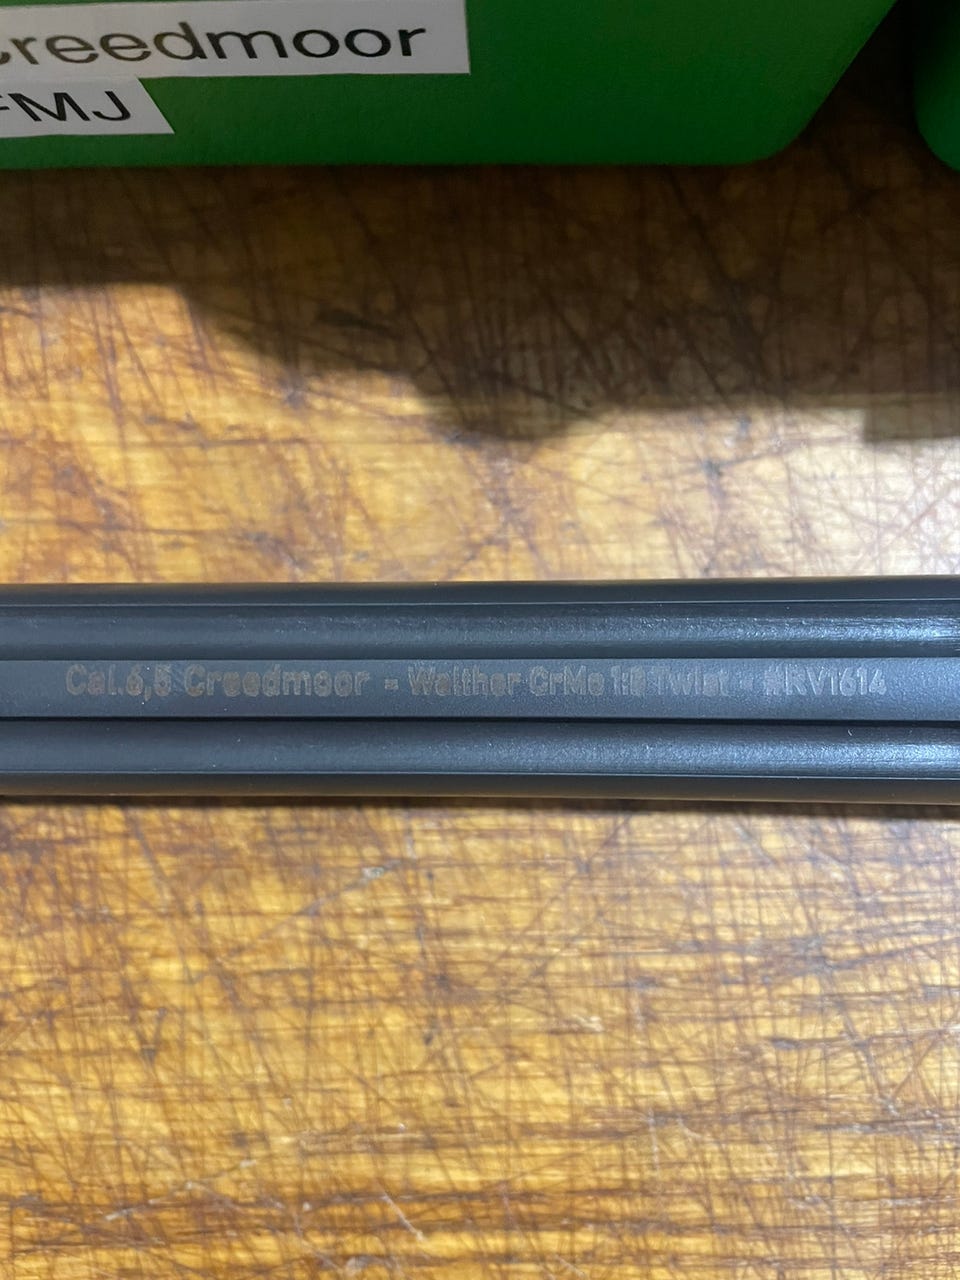 Creedmoor
FMJ
Cal.6,5 Creedmoor - Walther CrMo 1:8 Twist - #RV1614